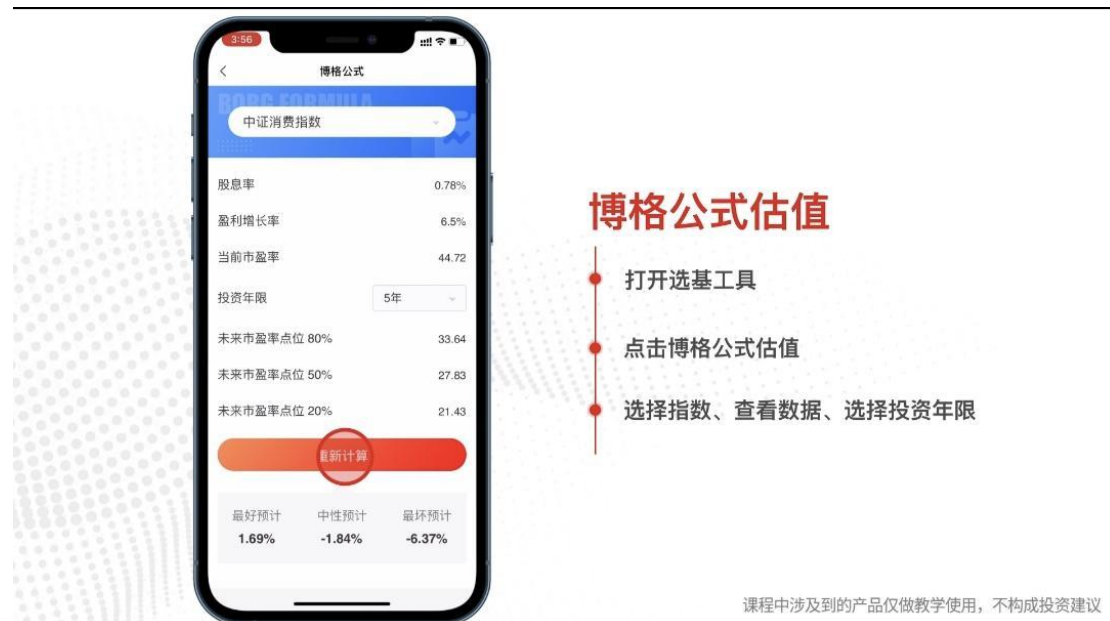 3:56
博格公式
BORG FORMULA
中证消费指数
股息率 0.78%
盈利增长率 6.5%
当前市盈率 44.72
投资年限 5年
未来市盈率点位 80% 33.64
未来市盈率点位 50% 27.83
未来市盈率点位 20% 21.43
重新计算
最好预计 中性预计 最坏预计
1.69% -1.84% -6.37%
博格公式估值
打开选基工具
点击博格公式估值
选择指数、查看数据、选择投资年限
课程中涉及到的产品仅做教学使用，不构成投资建议